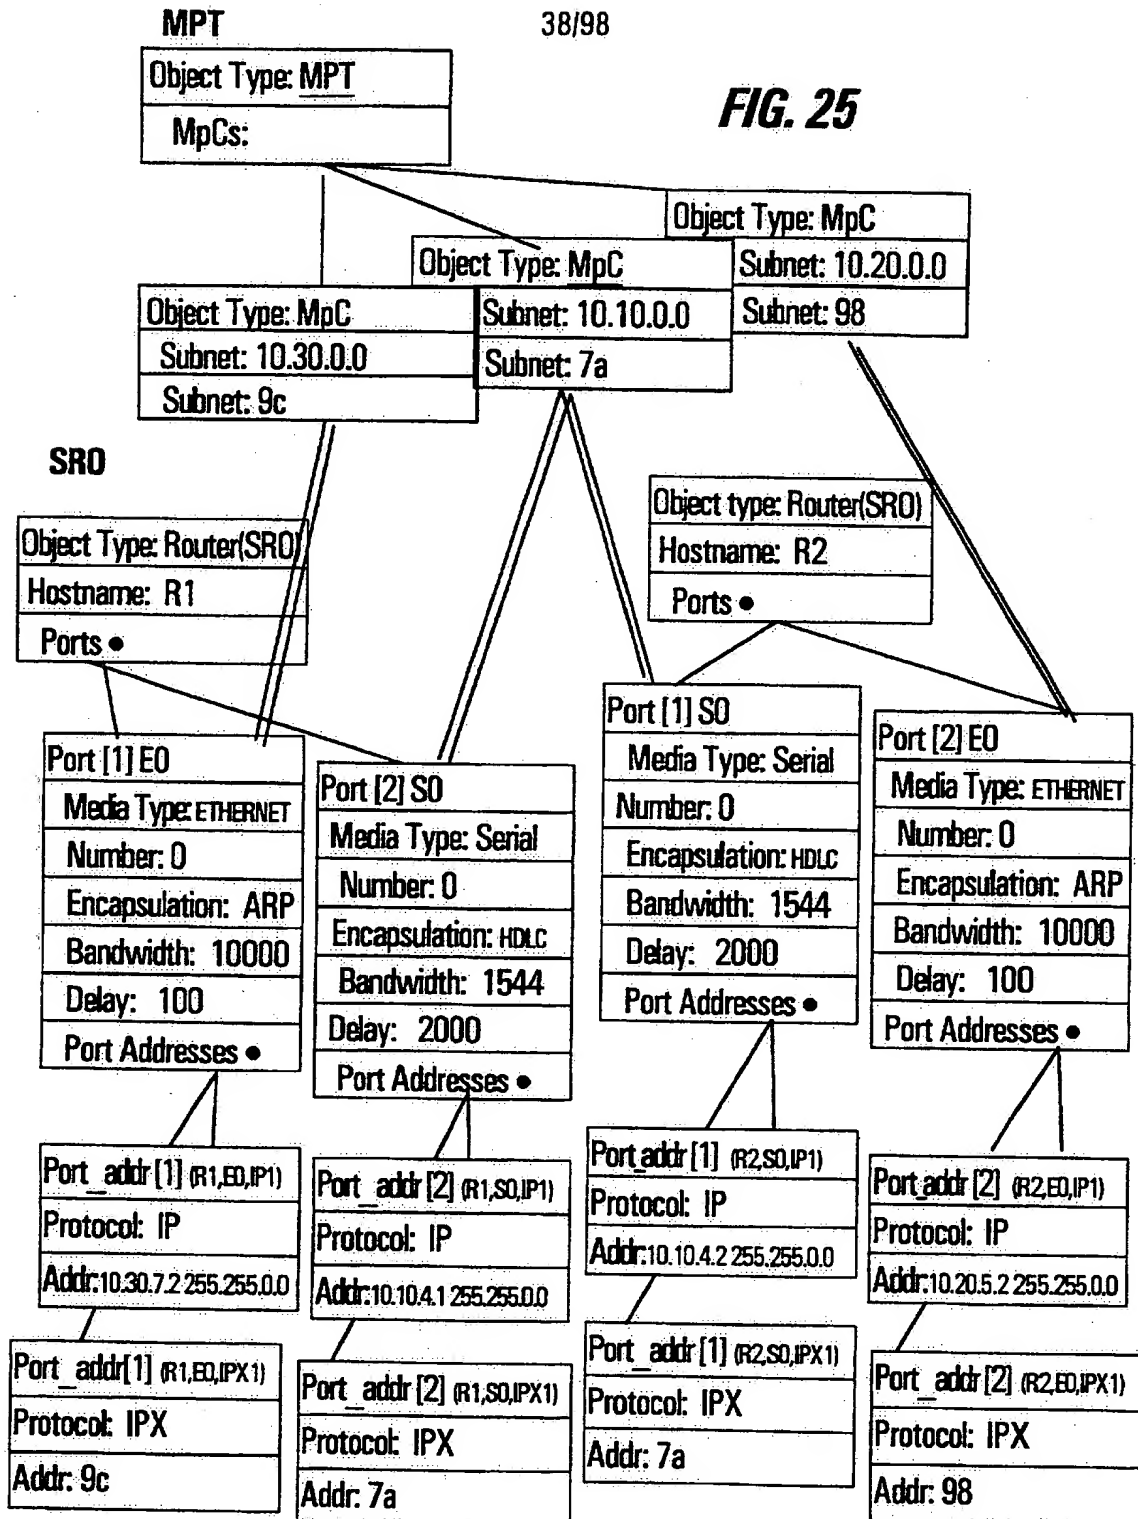 MPT
38/98
Object Type: MPT
MpCs:
FIG. 25
Object Type: MpC
Subnet: 10.20.0.0
Subnet: 98
Object Type: MpC
Subnet: 10.10.0.0
Subnet: 7a
Object Type: MpC
Subnet: 10.30.0.0
Subnet: 9c
SRO
Object Type: Router(SRO)
Hostname: R1
Ports •
Object type: Router(SRO)
Hostname: R2
Ports •
Port [1] E0
Media Type: ETHERNET
Number: 0
Encapsulation: ARP
Bandwidth: 10000
Delay: 100
Port Addresses •
Port [2] S0
Media Type: Serial
Number: 0
Encapsulation: HDLC
Bandwidth: 1544
Delay: 2000
Port Addresses •
Port [1] S0
Media Type: Serial
Number: 0
Encapsulation: HDLC
Bandwidth: 1544
Delay: 2000
Port Addresses •
Port [2] E0
Media Type: ETHERNET
Number: 0
Encapsulation: ARP
Bandwidth: 10000
Delay: 100
Port Addresses •
Port_addr [1] (R1,E0,IP1)
Protocol: IP
Addr:10.30.7.2 255.255.0.0
Port_addr [2] (R1,S0,IP1)
Protocol: IP
Addr:10.10.4.1 255.255.0.0
Port_addr [1] (R2,S0,IP1)
Protocol: IP
Addr:10.10.4.2 255.255.0.0
Port_addr [2] (R2,E0,IP1)
Protocol: IP
Addr:10.20.5.2 255.255.0.0
Port_addr[1] (R1,E0,IPX1)
Protocol: IPX
Addr: 9c
Port_addr [2] (R1,S0,IPX1)
Protocol: IPX
Addr: 7a
Port_addr [1] (R2,S0,IPX1)
Protocol: IPX
Addr: 7a
Port_addr [2] (R2,E0,IPX1)
Protocol: IPX
Addr: 98